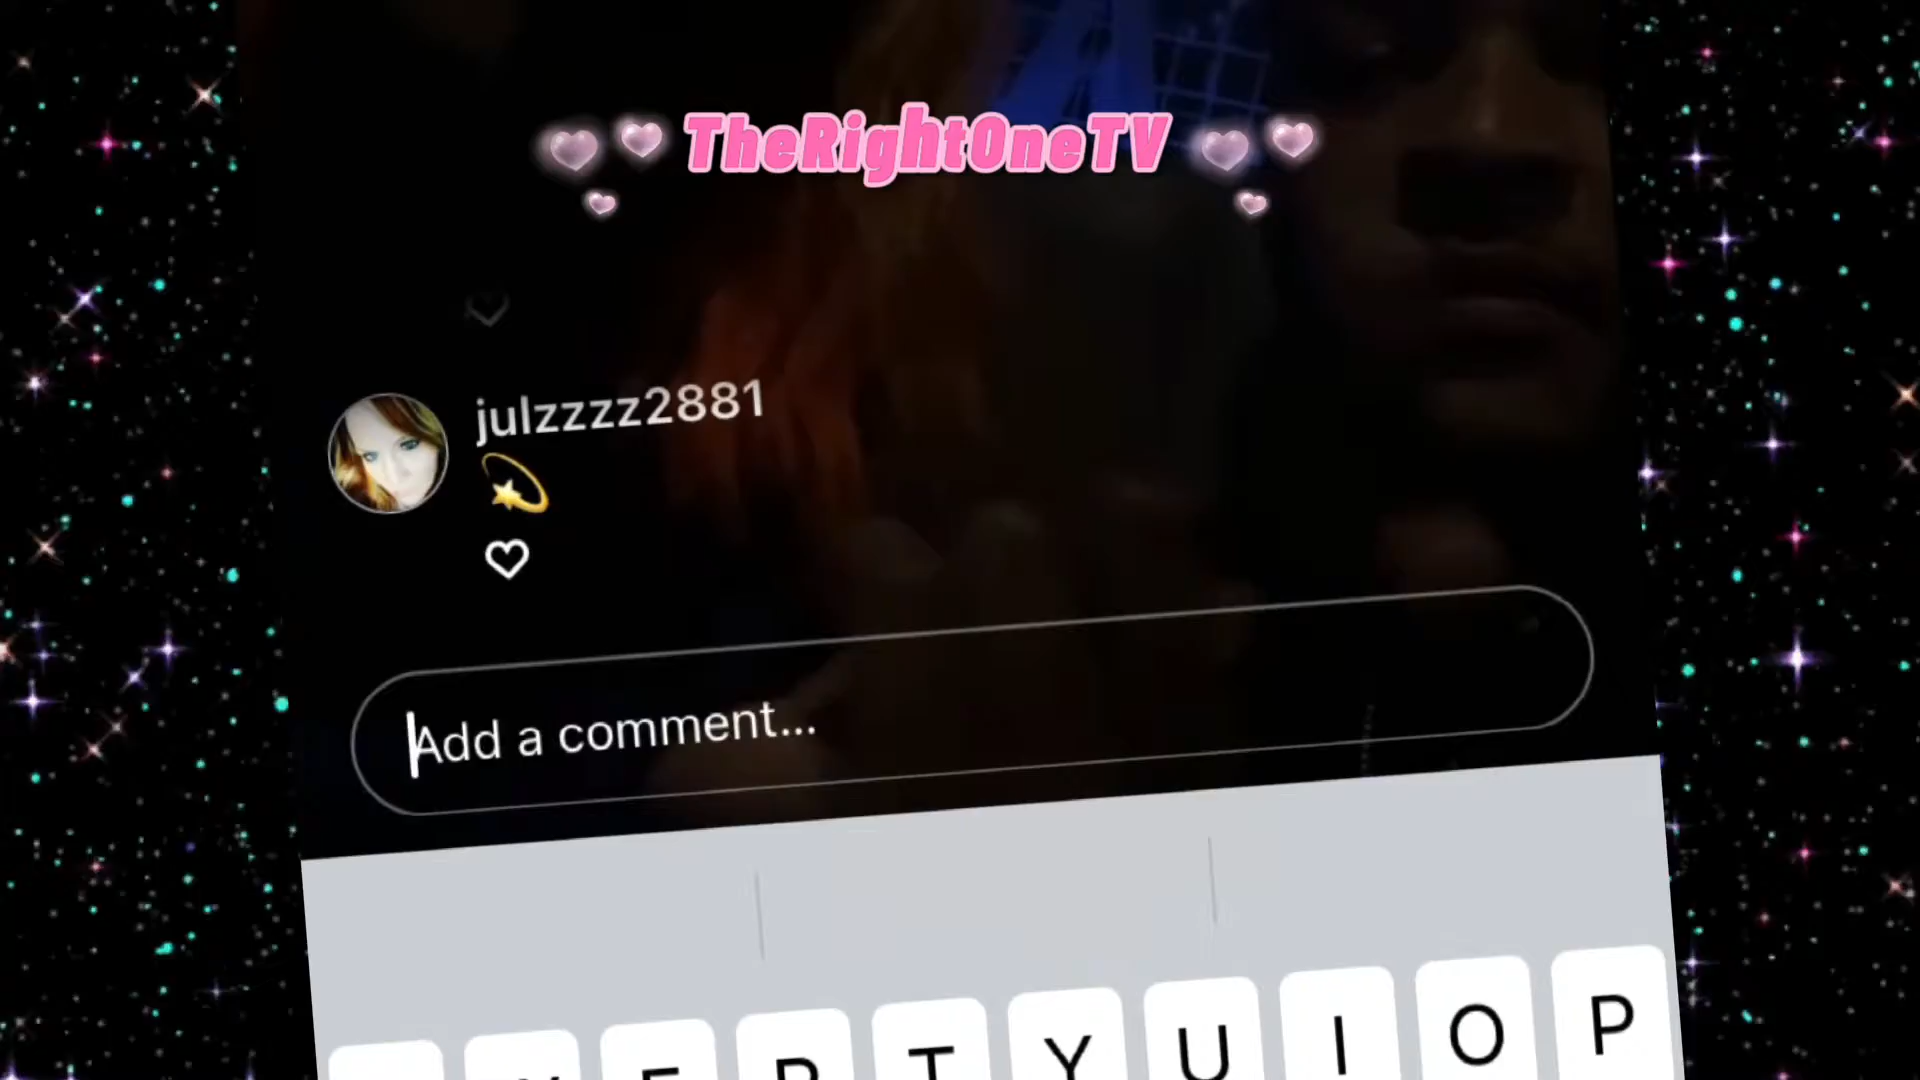 TheRightOneTV
julzzzz2881
💫
Add a comment...
T Y U I O P